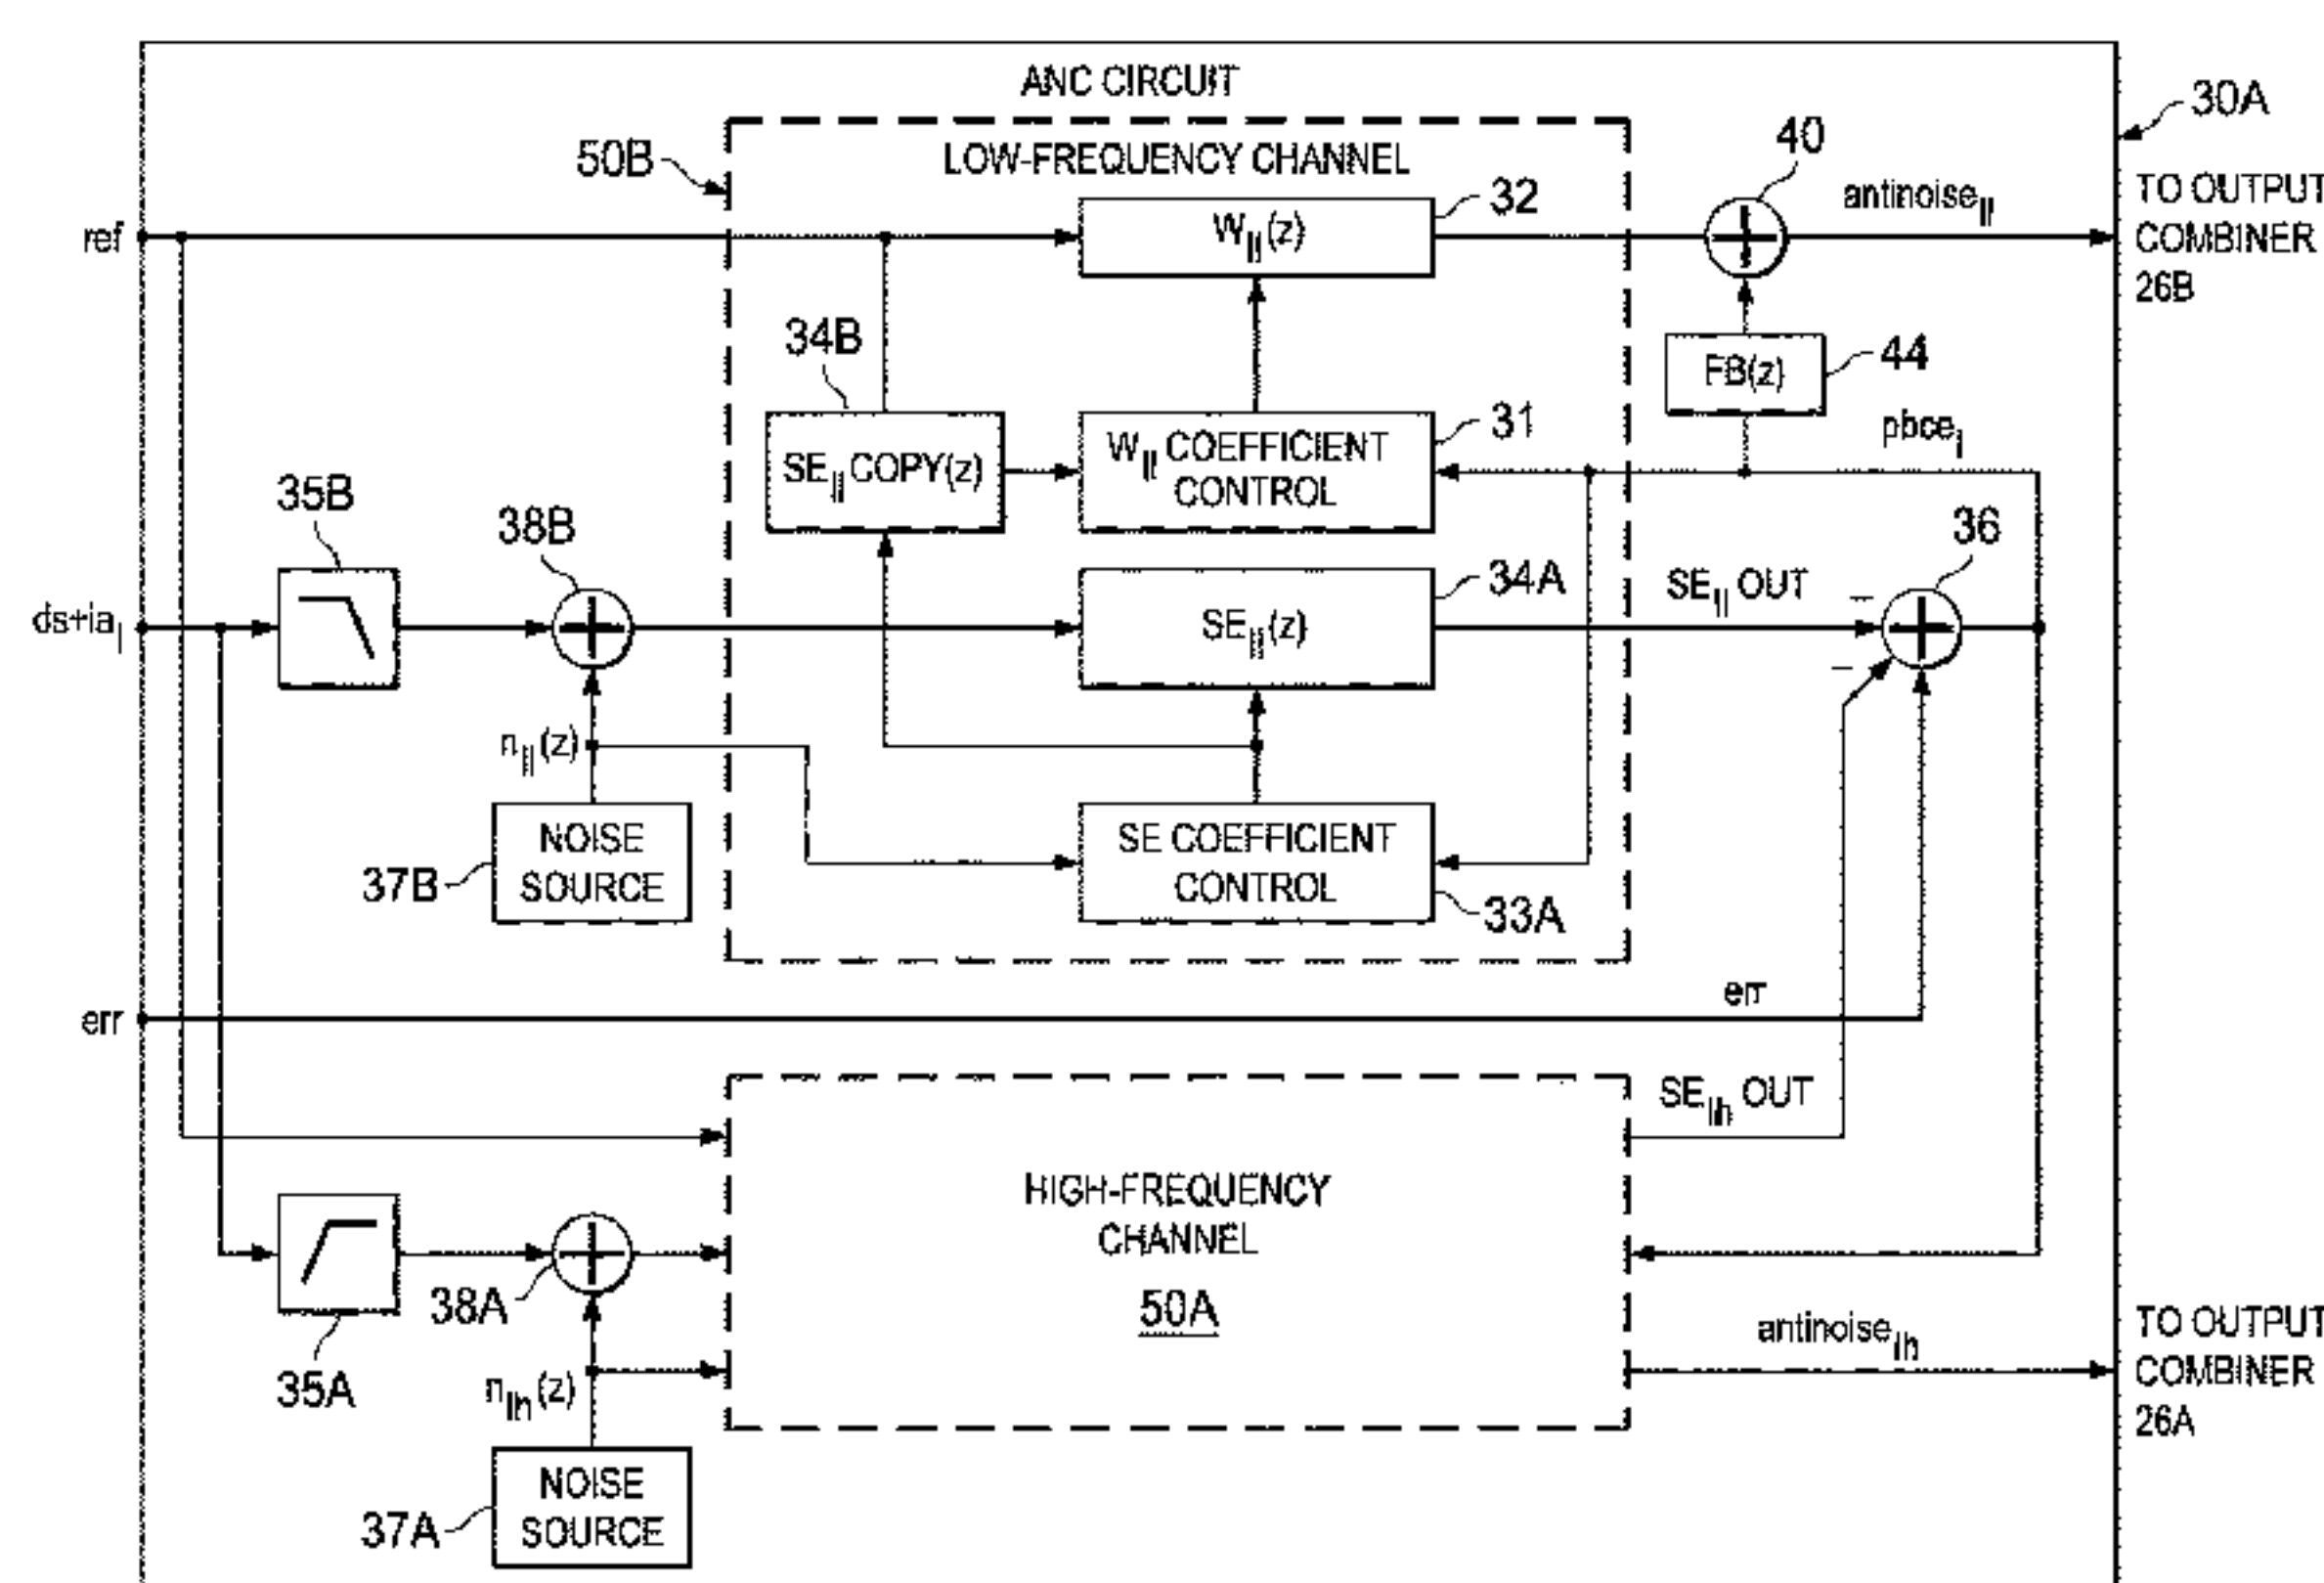 ANC CIRCUIT
30A
50B
LOW-FREQUENCY CHANNEL
40
antinoise_ll
TO OUTPUT
COMBINER
26B
ref
W_ll(z)
32
34B
FB(z)
44
SE_ll COPY(z)
W_ll COEFFICIENT
CONTROL
31
pbce_l
35B
38B
36
ds+ia_l
SE_ll(z)
34A
SE_ll OUT
−
−
n_ll(z)
NOISE
SOURCE
37B
SE COEFFICIENT
CONTROL
33A
err
err
SE_lh OUT
HIGH-FREQUENCY
CHANNEL
50A
38A
35A
n_lh(z)
antinoise_lh
TO OUTPUT
COMBINER
26A
NOISE
SOURCE
37A